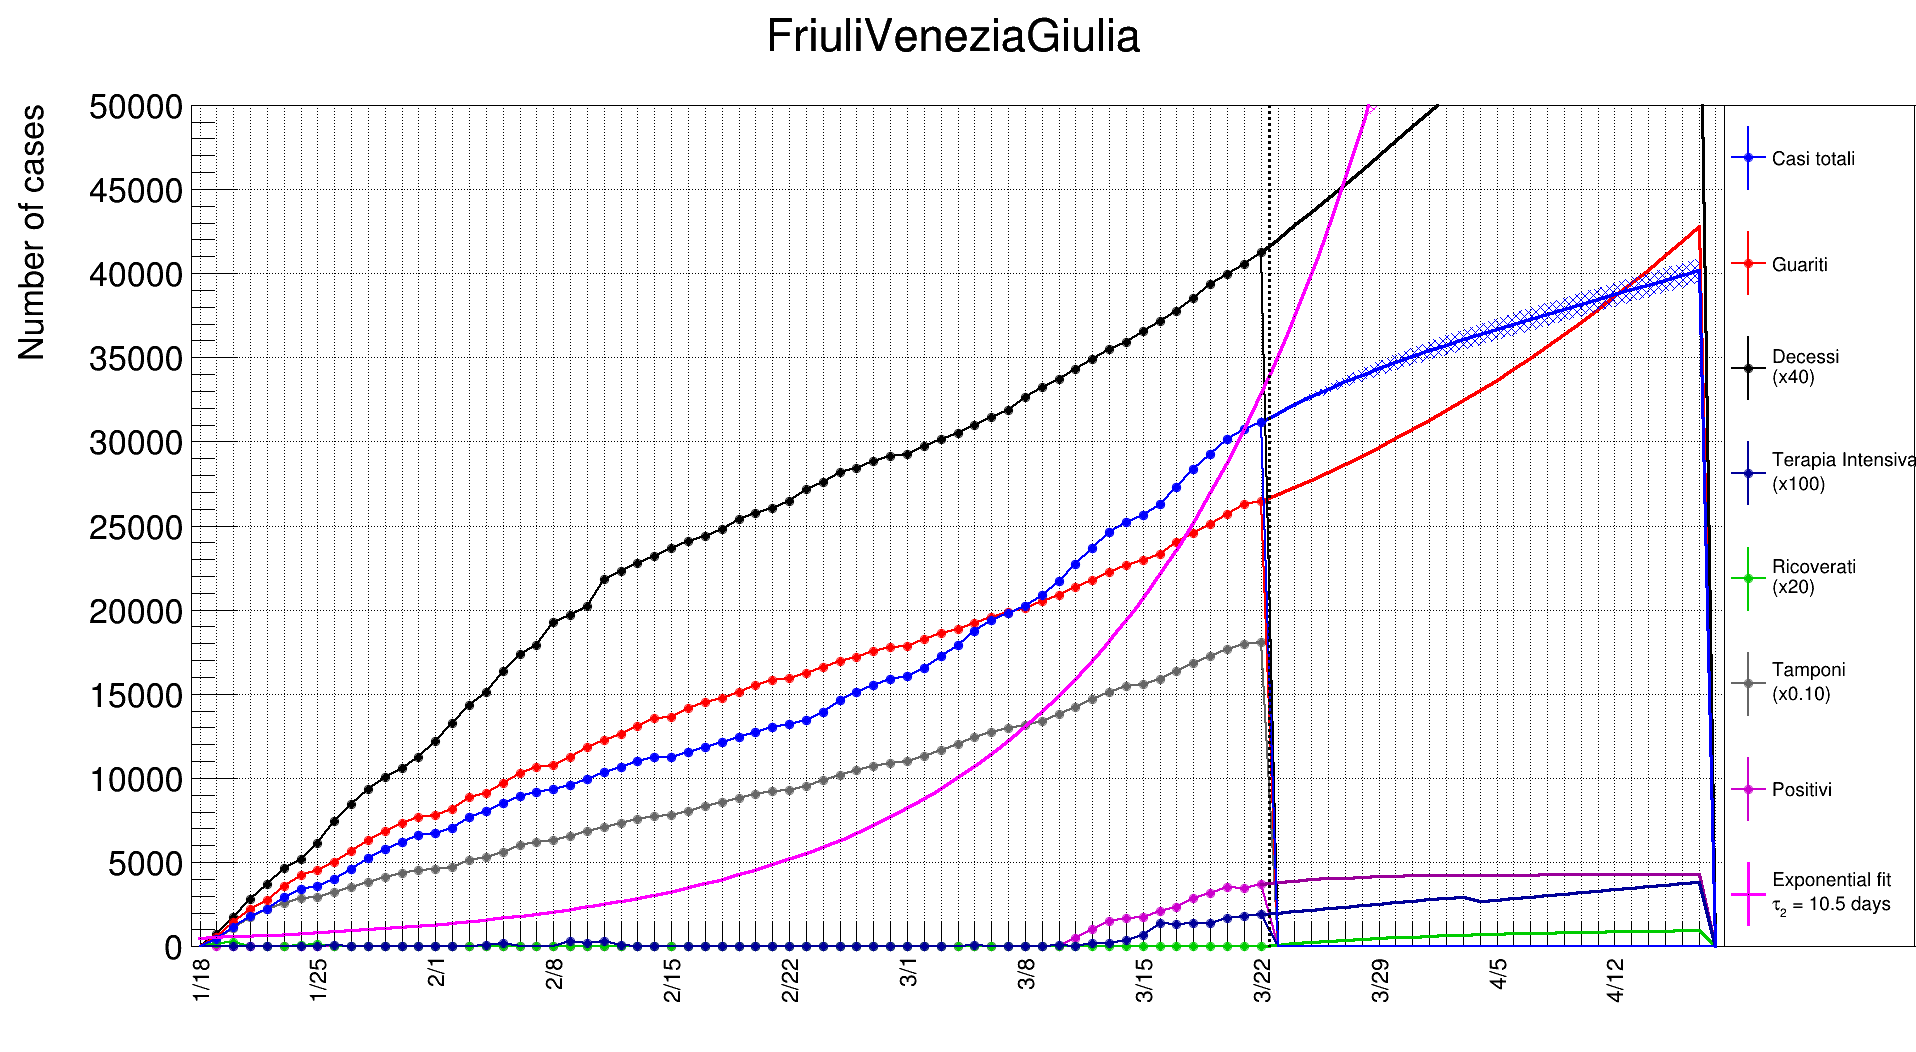 FriuliVeneziaGiulia
Number of cases
50000
45000
40000
35000
30000
25000
20000
15000
10000
5000
0
1/18
1/25
2/1
2/8
2/15
2/22
3/1
3/8
3/15
3/22
3/29
4/5
4/12
Casi totali
Guariti
Decessi
(x40)
Terapia Intensiva
(x100)
Ricoverati
(x20)
Tamponi
(x0.10)
Positivi
Exponential fit
τ2 = 10.5 days